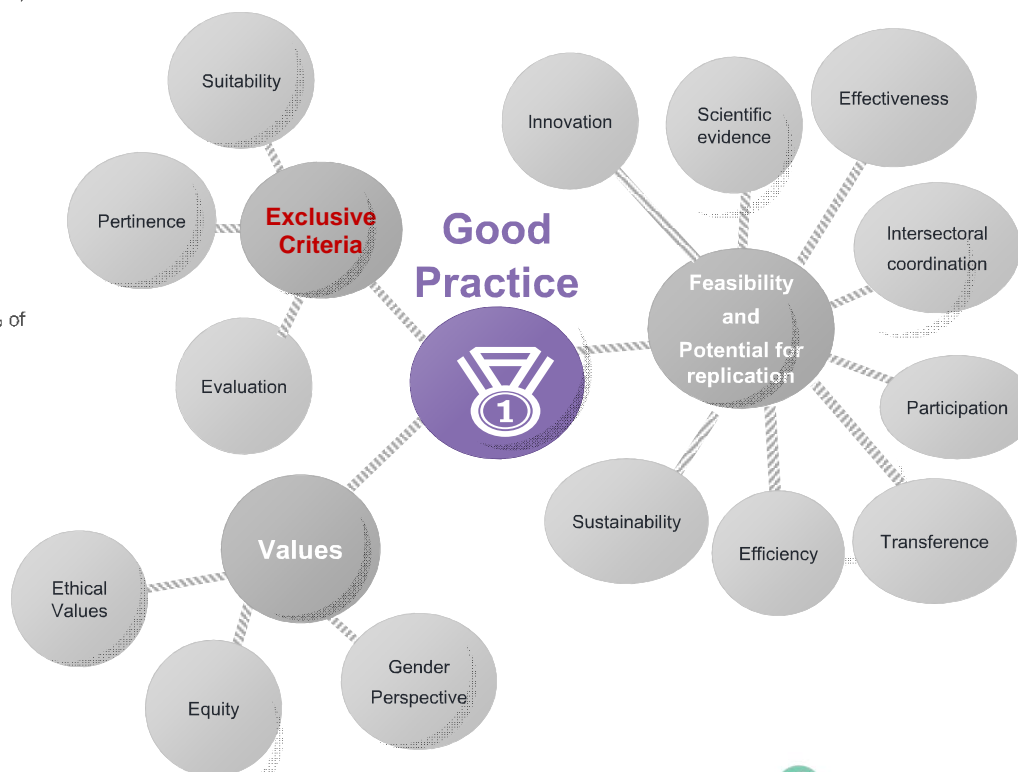 Suitability
Pertinence
Exclusive
Criteria
Evaluation
Good
Practice
1
Innovation
Scientific
evidence
Effectiveness
Intersectoral
coordination
Feasibility
and
Potential for
replication
Participation
Transference
Efficiency
Sustainability
of
Values
Ethical
Values
Equity
Gender
Perspective